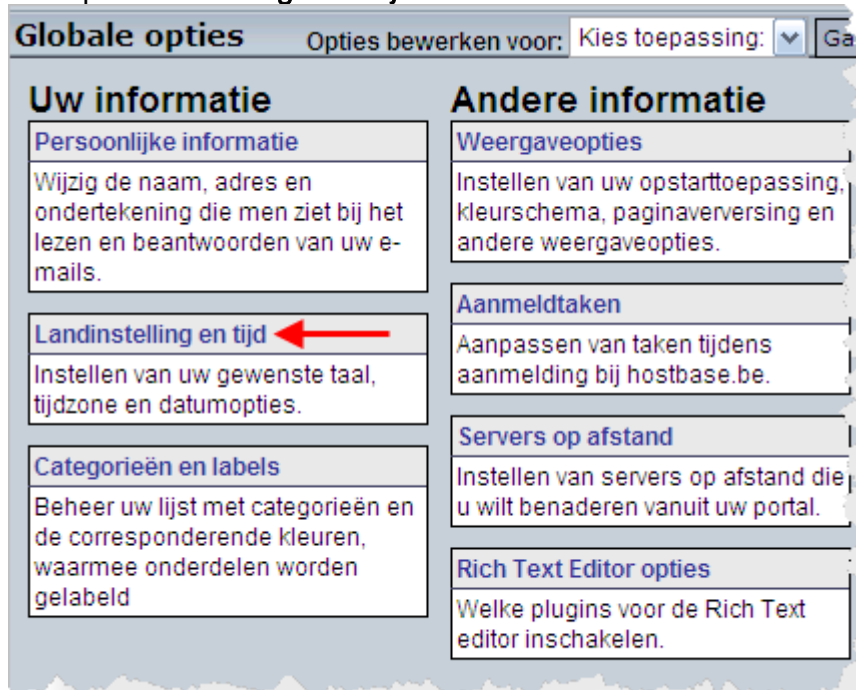 Globale opties Opties bewerken voor: Kies toepassing: Ga
Uw informatie
Persoonlijke informatie
Wijzig de naam, adres en
ondertekening die men ziet bij het
lezen en beantwoorden van uw e-
mails.
Landinstelling en tijd
Instellen van uw gewenste taal,
tijdzone en datumopties.
Categorieën en labels
Beheer uw lijst met categorieën en
de corresponderende kleuren,
waarmee onderdelen worden
gelabeld
Andere informatie
Weergaveopties
Instellen van uw opstarttoepassing,
kleurschema, paginaverversing en
andere weergaveopties.
Aanmeldtaken
Aanpassen van taken tijdens
aanmelding bij hostbase.be.
Servers op afstand
Instellen van servers op afstand die
u wilt benaderen vanuit uw portal.
Rich Text Editor opties
Welke plugins voor de Rich Text
editor inschakelen.